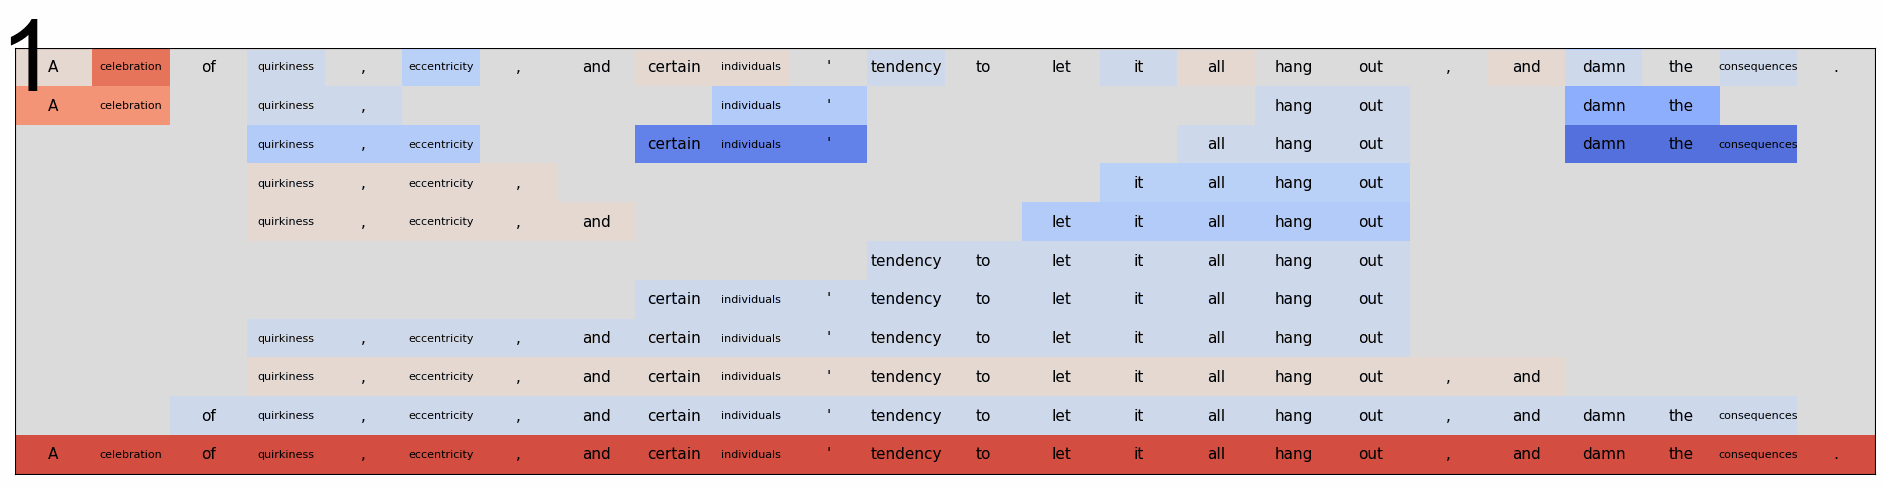 1
A celebration of quirkiness , eccentricity , and certain individuals ' tendency to let it all hang out , and damn the consequences .
A celebration quirkiness , individuals ' hang out damn the
quirkiness , eccentricity certain individuals ' all hang out damn the consequences
quirkiness , eccentricity , it all hang out
quirkiness , eccentricity , and let it all hang out
tendency to let it all hang out
certain individuals ' tendency to let it all hang out
quirkiness , eccentricity , and certain individuals ' tendency to let it all hang out
quirkiness , eccentricity , and certain individuals ' tendency to let it all hang out , and
of quirkiness , eccentricity , and certain individuals ' tendency to let it all hang out , and damn the consequences
A celebration of quirkiness , eccentricity , and certain individuals ' tendency to let it all hang out , and damn the consequences .